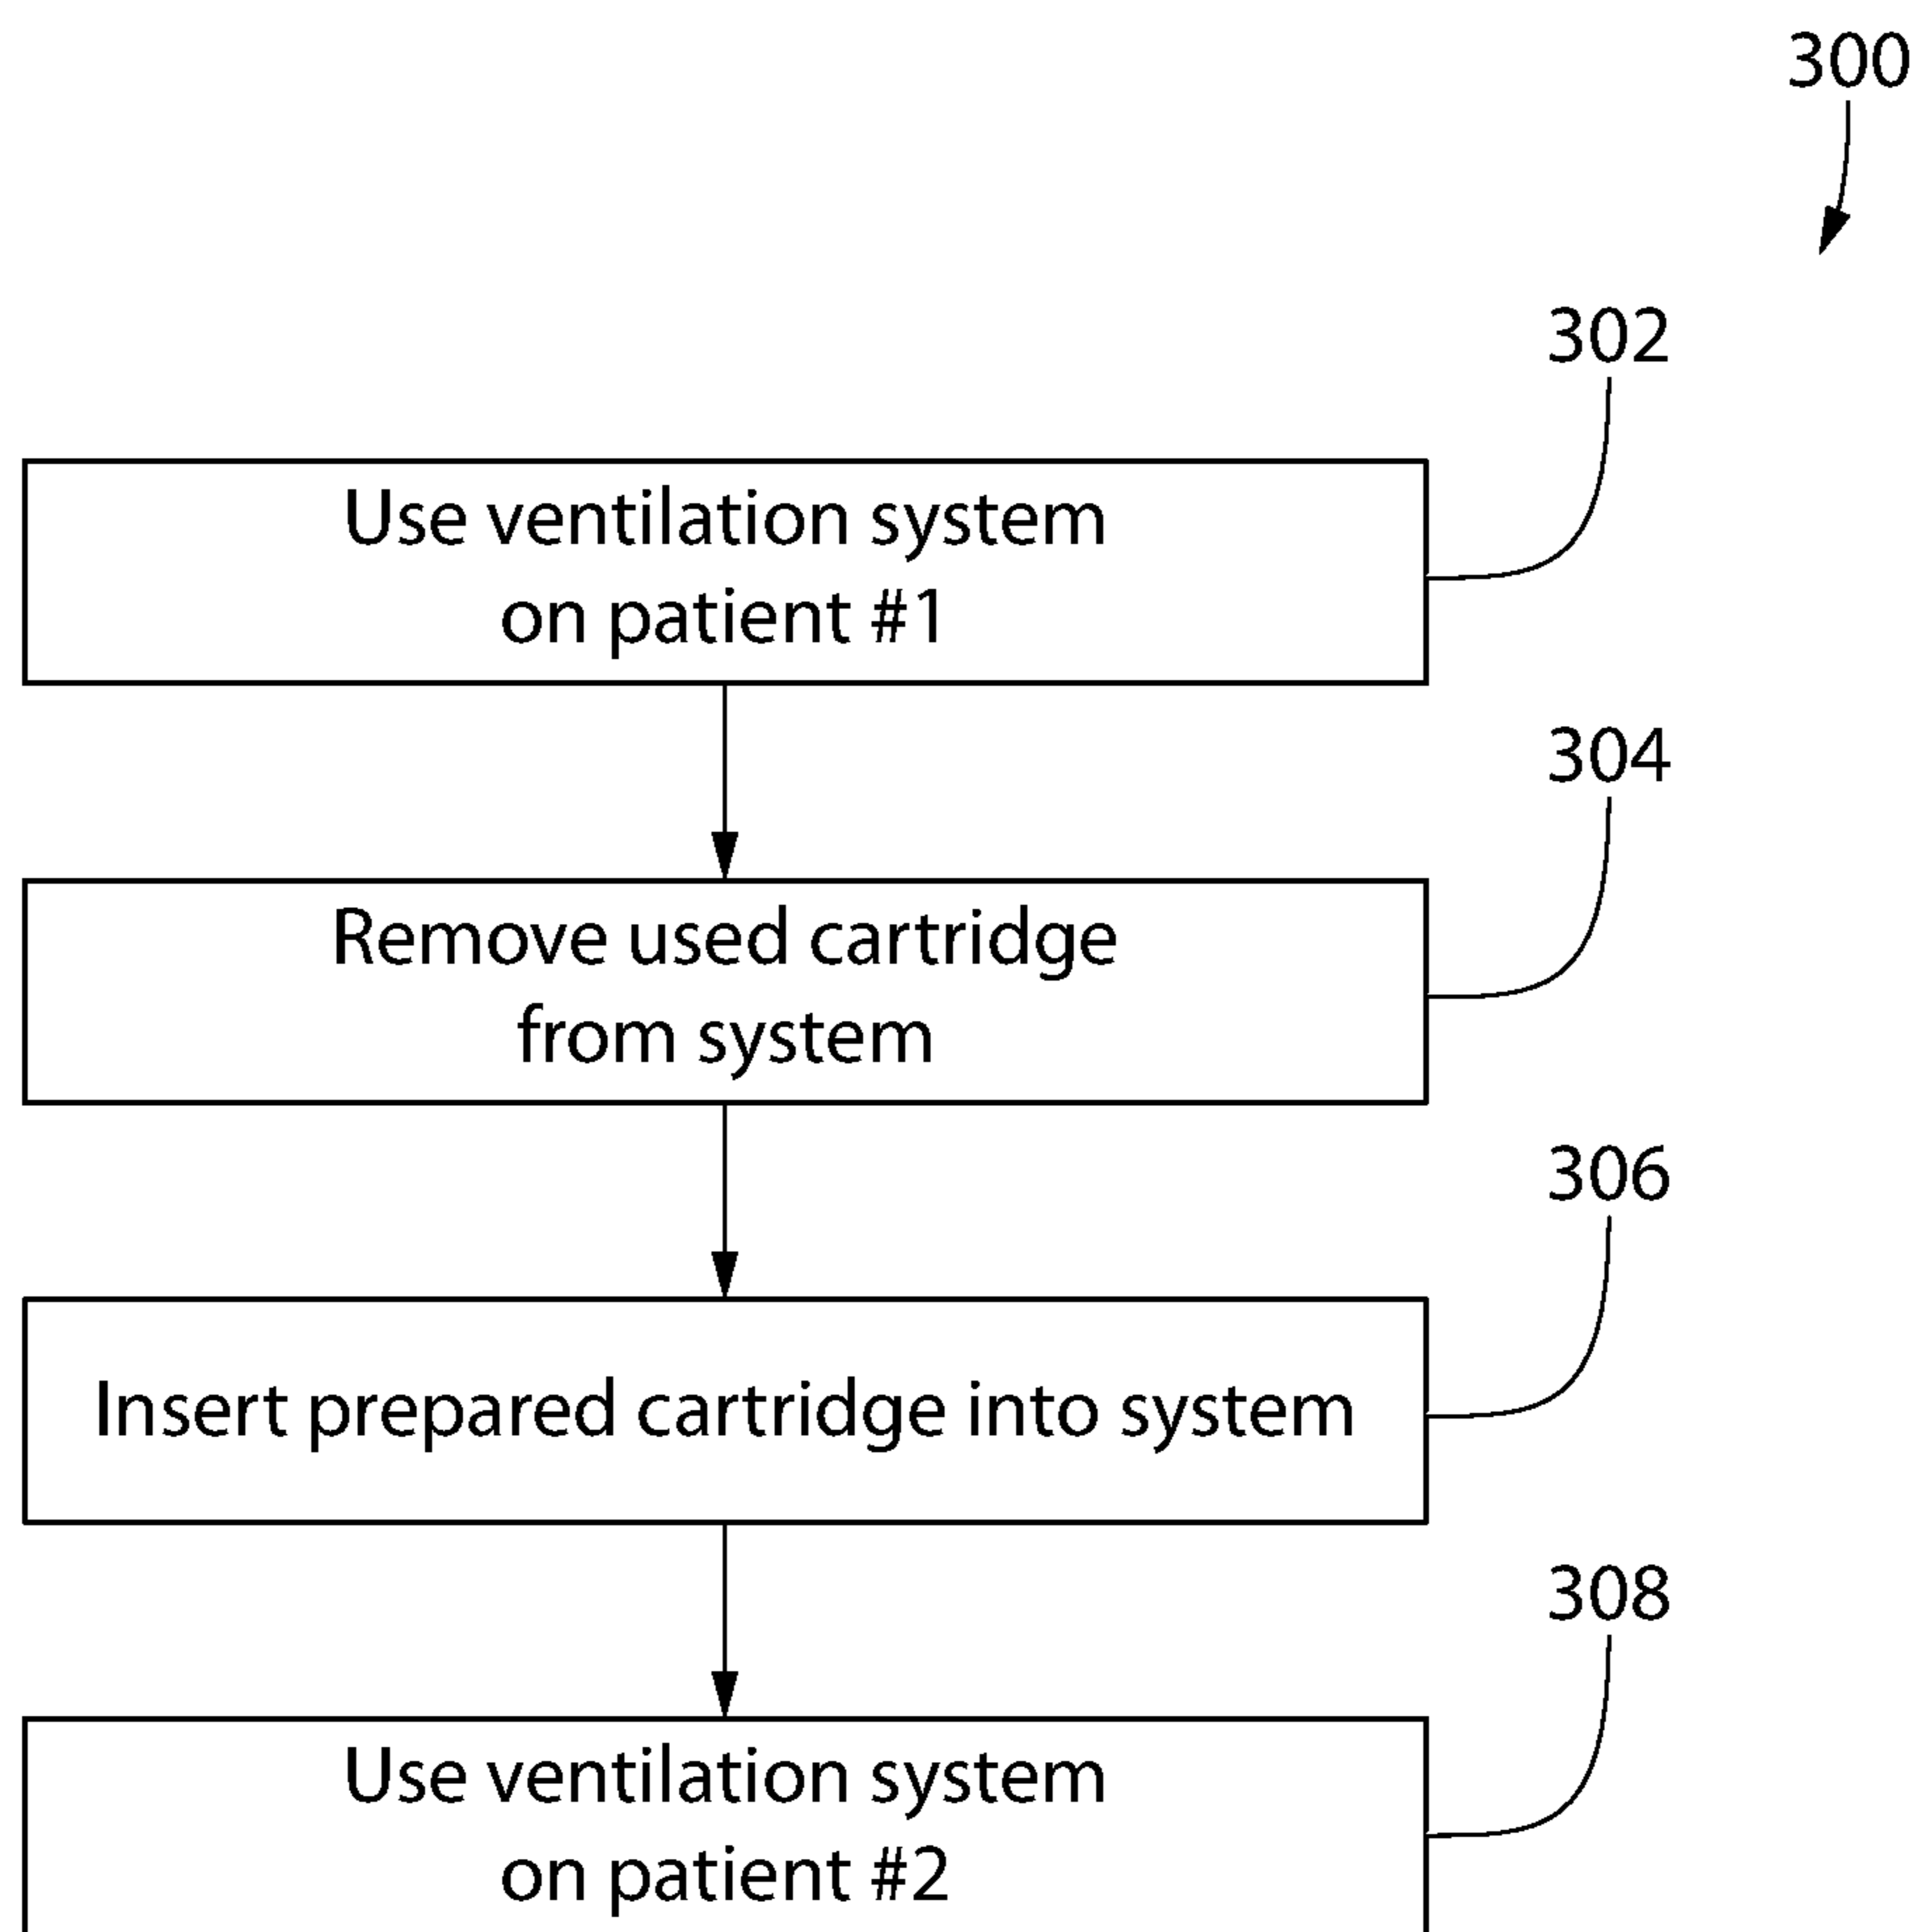 300
302
Use ventilation system
on patient #1
304
Remove used cartridge
from system
306
Insert prepared cartridge into system
308
Use ventilation system
on patient #2